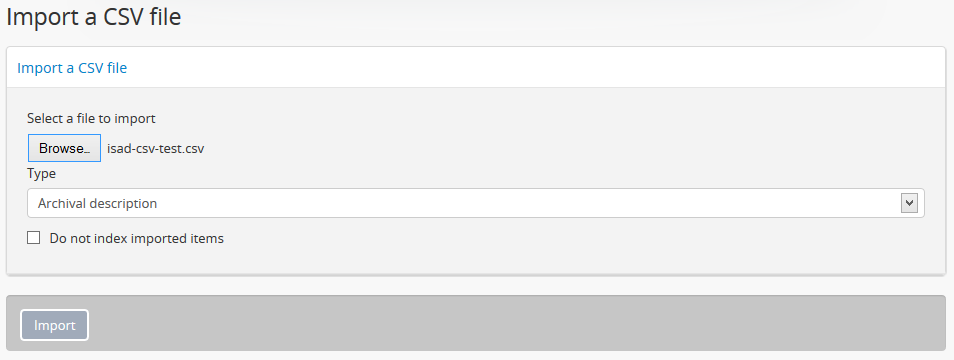 Import a CSV file
Import a CSV file
Select a file to import
Browse_ isad-csv-test.csv
Type
Archival description
Do not index imported items
Import